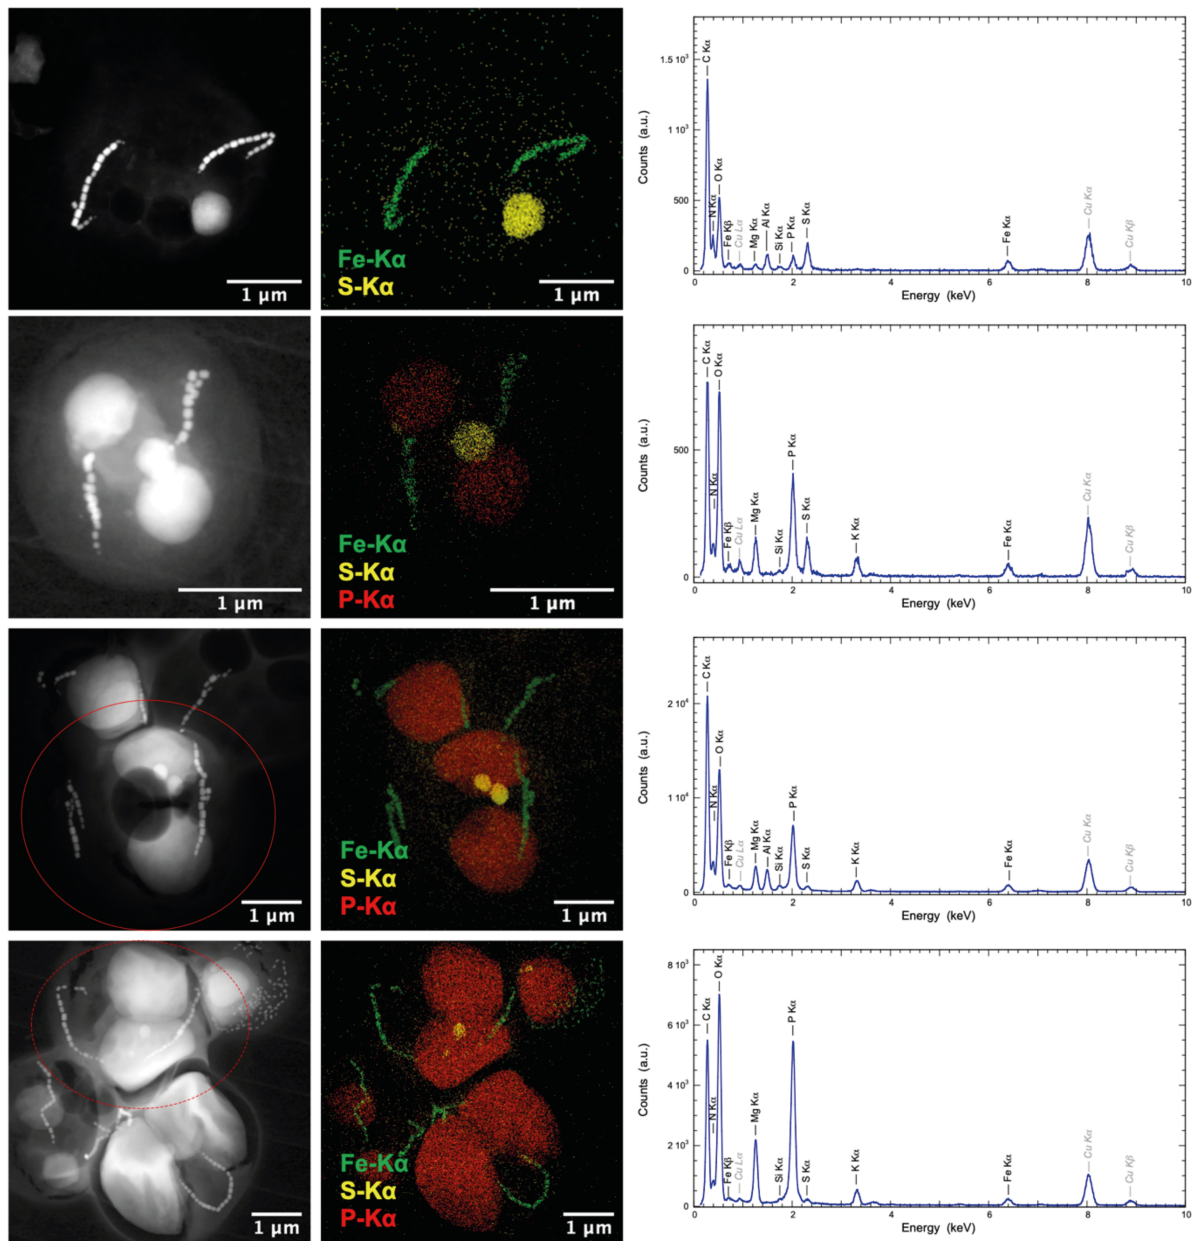 1 µm
Fe-Kα
S-Kα
1 µm
Counts (a.u.)
1.5 10³
1 10³
500
0
C Kα
N Kα
O Kα
Fe Kβ
Cu Lα
Mg Kα
Al Kα
Si Kα
P Kα
S Kα
Fe Kα
Cu Kα
Cu Kβ
0 2 4 6 8 10
Energy (keV)
1 µm
Fe-Kα
S-Kα
P-Kα
1 µm
Counts (a.u.)
500
0
C Kα
N Kα
O Kα
Fe Kβ
Cu Lα
Mg Kα
Si Kα
P Kα
S Kα
K Kα
Fe Kα
Cu Kα
Cu Kβ
0 2 4 6 8 10
Energy (keV)
1 µm
Fe-Kα
S-Kα
P-Kα
1 µm
Counts (a.u.)
2 10⁴
1 10⁴
0
C Kα
N Kα
O Kα
Fe Kβ
Cu Lα
Mg Kα
Al Kα
Si Kα
P Kα
S Kα
K Kα
Fe Kα
Cu Kα
Cu Kβ
0 2 4 6 8 10
Energy (keV)
1 µm
Fe-Kα
S-Kα
P-Kα
1 µm
Counts (a.u.)
8 10³
6 10³
4 10³
2 10³
0
C Kα
N Kα
O Kα
Fe Kβ
Cu Lα
Mg Kα
Si Kα
P Kα
S Kα
K Kα
Fe Kα
Cu Kα
Cu Kβ
0 2 4 6 8 10
Energy (keV)